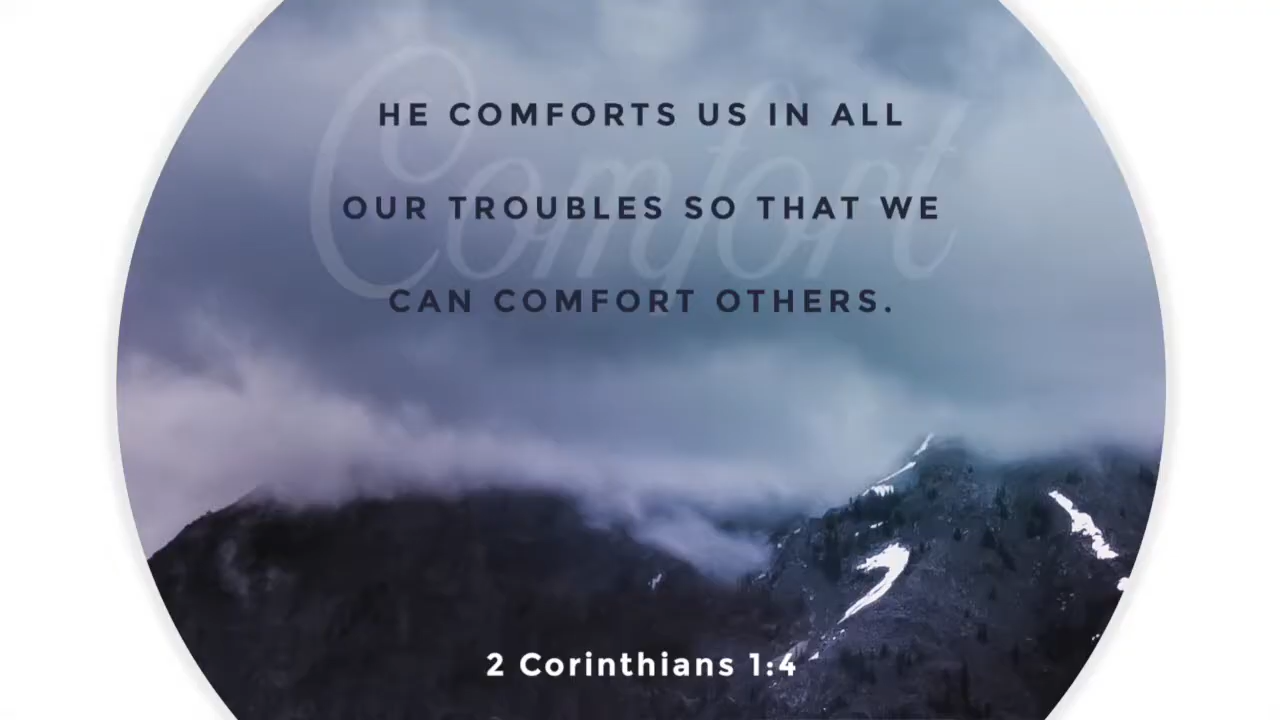 Comfort
HE COMFORTS US IN ALL
OUR TROUBLES SO THAT WE
CAN COMFORT OTHERS.
2 Corinthians 1:4